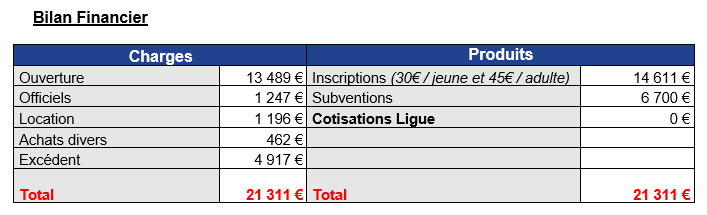 Bilan Financier
Charges Produits
Ouverture 13 489 € Inscriptions (30€ / jeune et 45€ / adulte) 14 611 €
Officiels 1 247 € Subventions 6 700 €
Location 1 196 € Cotisations Ligue 0 €
Achats divers 462 €
Excédent 4 917 €
Total 21 311 € Total 21 311 €